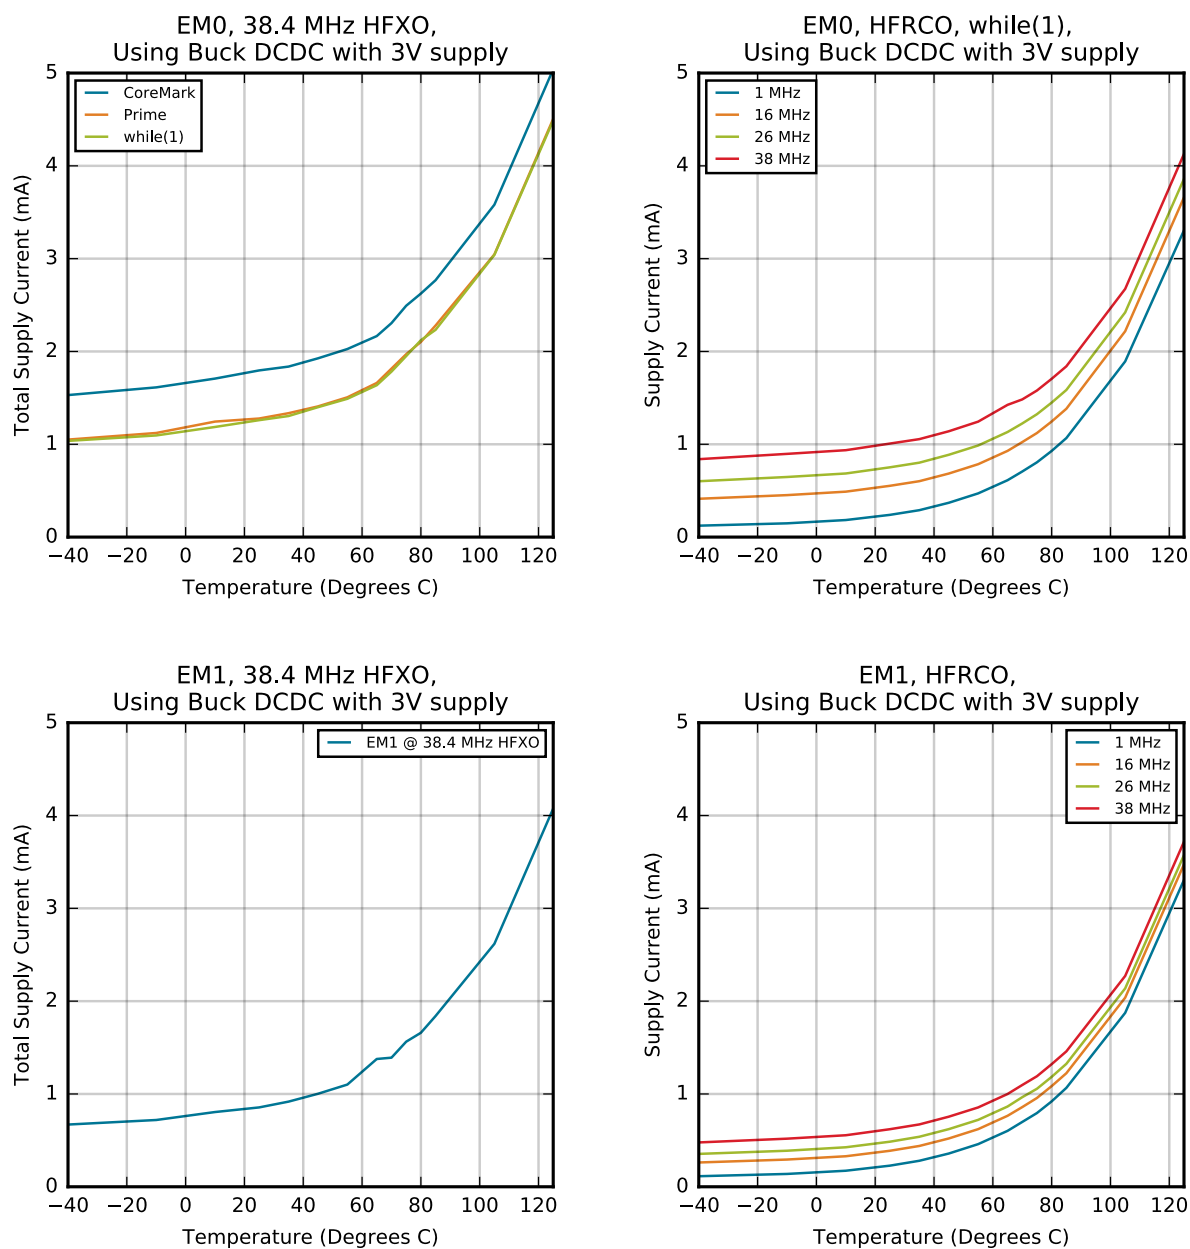 EM0, 38.4 MHz HFXO,
Using Buck DCDC with 3V supply
5
4
3
2
1
0
Total Supply Current (mA)
CoreMark
Prime
while(1)
−40 −20 0 20 40 60 80 100 120
Temperature (Degrees C)
EM0, HFRCO, while(1),
Using Buck DCDC with 3V supply
5
4
3
2
1
0
Supply Current (mA)
1 MHz
16 MHz
26 MHz
38 MHz
−40 −20 0 20 40 60 80 100 120
Temperature (Degrees C)
EM1, 38.4 MHz HFXO,
Using Buck DCDC with 3V supply
5
4
3
2
1
0
Total Supply Current (mA)
EM1 @ 38.4 MHz HFXO
−40 −20 0 20 40 60 80 100 120
Temperature (Degrees C)
EM1, HFRCO,
Using Buck DCDC with 3V supply
5
4
3
2
1
0
Supply Current (mA)
1 MHz
16 MHz
26 MHz
38 MHz
−40 −20 0 20 40 60 80 100 120
Temperature (Degrees C)